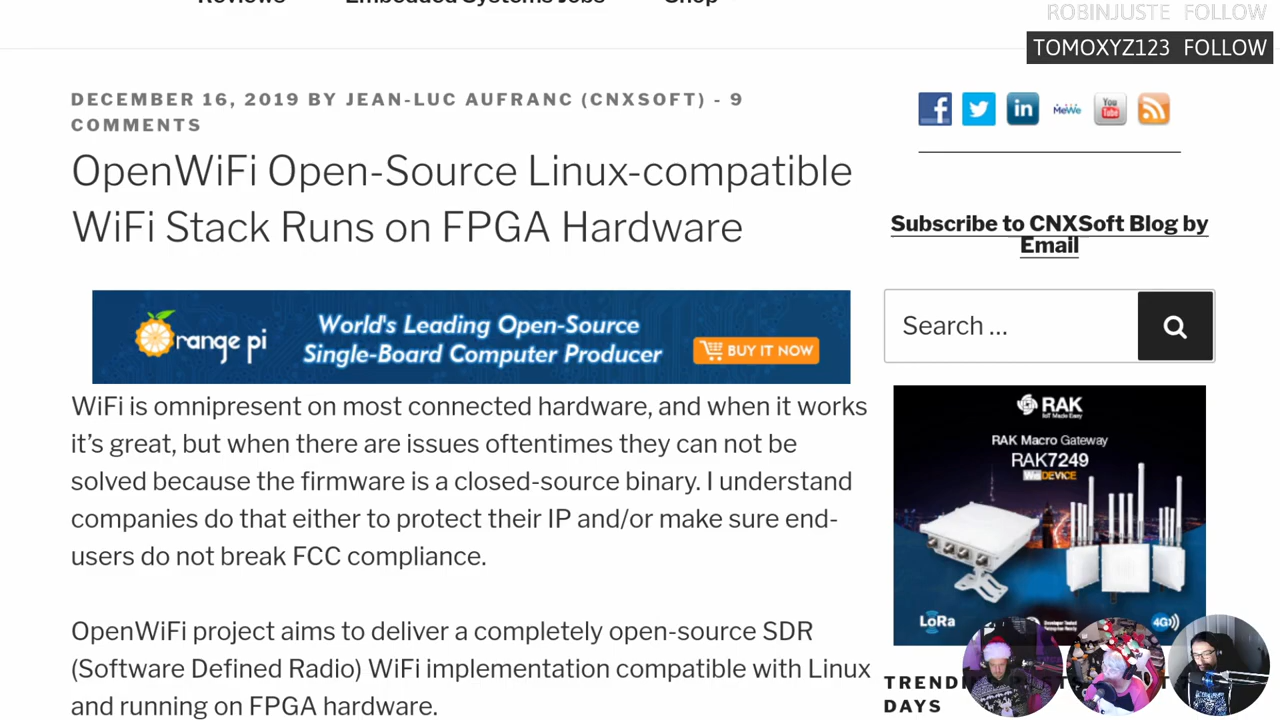 Reviews Embedded Systems Jobs Shop
ROBINJUSTE FOLLOW
TOMOXYZ123 FOLLOW
DECEMBER 16, 2019 BY JEAN-LUC AUFRANC (CNXSOFT) - 9
COMMENTS
OpenWiFi Open-Source Linux-compatible
WiFi Stack Runs on FPGA Hardware
range pi
World's Leading Open-Source
Single-Board Computer Producer
BUY IT NOW
WiFi is omnipresent on most connected hardware, and when it works
it's great, but when there are issues oftentimes they can not be
solved because the firmware is a closed-source binary. I understand
companies do that either to protect their IP and/or make sure end-
users do not break FCC compliance.
OpenWiFi project aims to deliver a completely open-source SDR
(Software Defined Radio) WiFi implementation compatible with Linux
and running on FPGA hardware.
in
MeWe
You
Tube
Subscribe to CNXSoft Blog by
Email
Search ...
RAK
IoT Made Easy
RAK Macro Gateway
RAK7249
WisDEVICE
LoRa
4G
DAYS